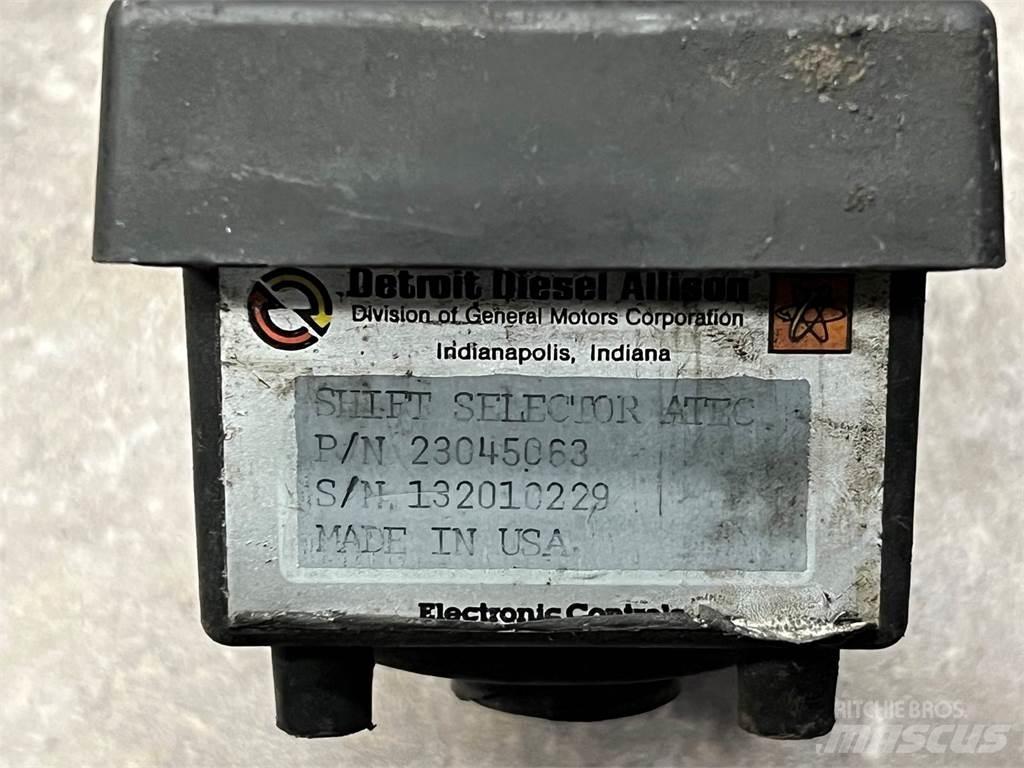 Detroit Diesel Allison
Division of General Motors Corporation
Indianapolis, Indiana
SHIFT SELECTOR ATEC
P/N 23045063
S/N 132010229
MADE IN USA
Electronic Controls
RITCHIE BROS.
mascus